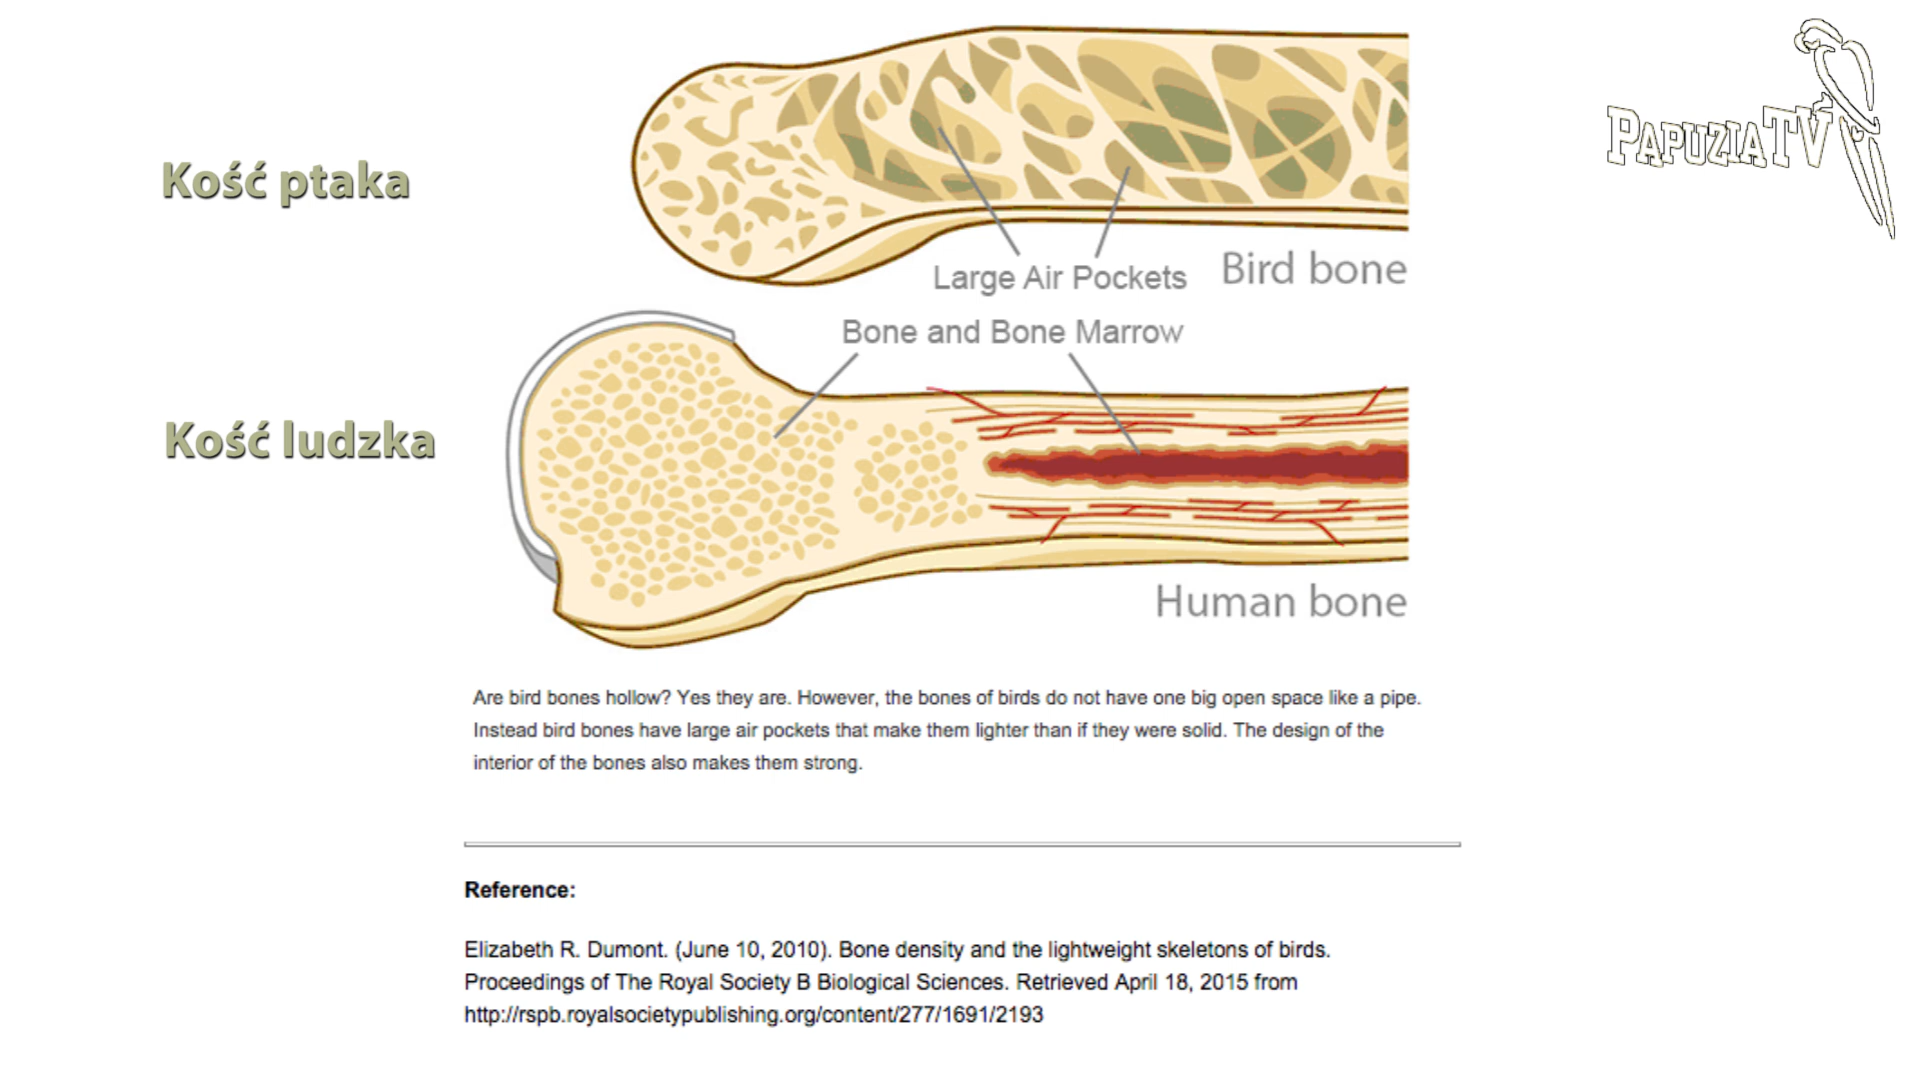 PAPUZIATV
Kość ptaka
Large Air Pockets
Bird bone
Bone and Bone Marrow
Kość ludzka
Human bone
Are bird bones hollow? Yes they are. However, the bones of birds do not have one big open space like a pipe.
Instead bird bones have large air pockets that make them lighter than if they were solid. The design of the
interior of the bones also makes them strong.
Reference:
Elizabeth R. Dumont. (June 10, 2010). Bone density and the lightweight skeletons of birds.
Proceedings of The Royal Society B Biological Sciences. Retrieved April 18, 2015 from
http://rspb.royalsocietypublishing.org/content/277/1691/2193